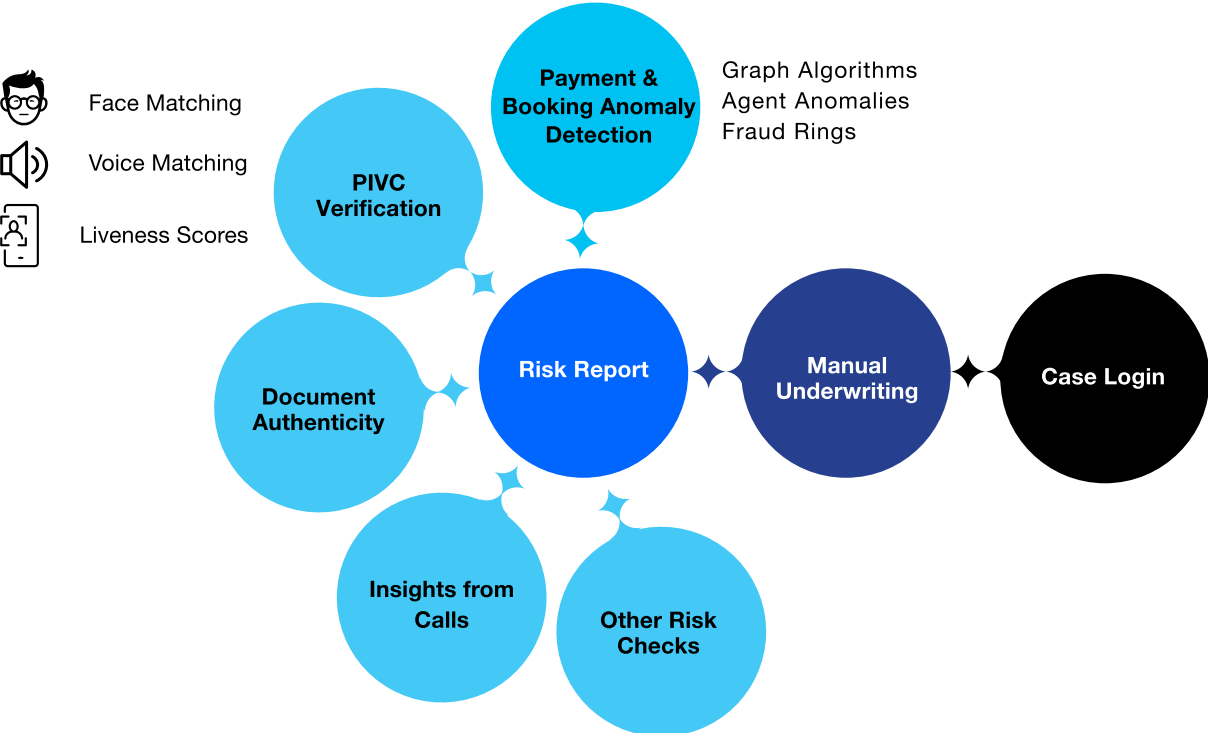 Face Matching
Voice Matching
Liveness Scores
PIVC
Verification
Payment &
Booking Anomaly
Detection
Graph Algorithms
Agent Anomalies
Fraud Rings
Document
Authenticity
Risk Report
Manual
Underwriting
Case Login
Insights from
Calls
Other Risk
Checks